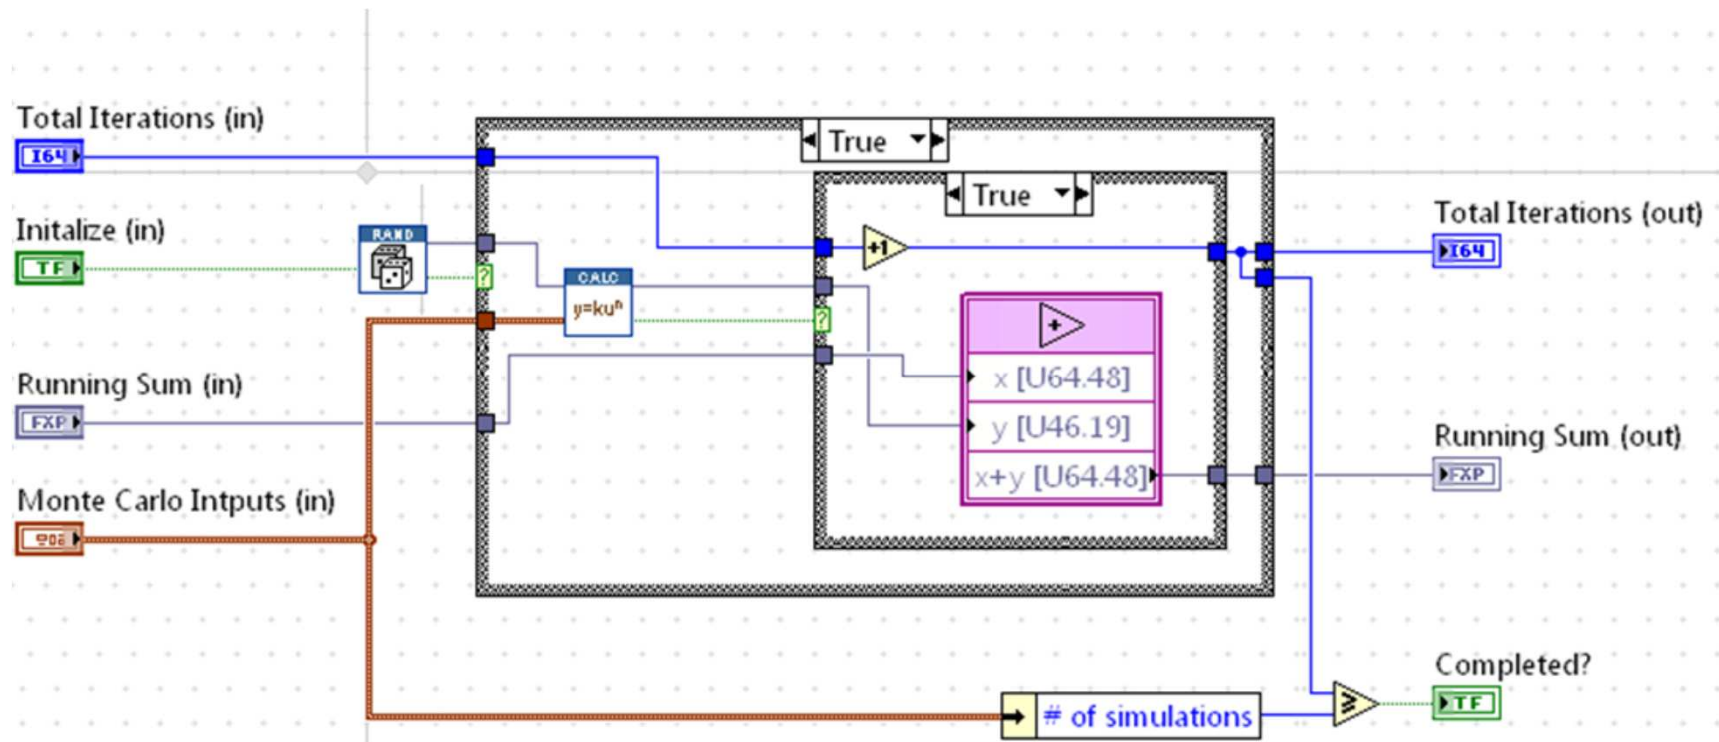 Total Iterations (in)
I64
True
True
Initalize (in)
TF
RAND
?
+1
Total Iterations (out)
I64
CALC
y=kuⁿ
?
+
Running Sum (in)
FXP
x [U64.48]
y [U46.19]
x+y [U64.48]
Running Sum (out)
FXP
Monte Carlo Intputs (in)
Completed?
TF
# of simulations
≥